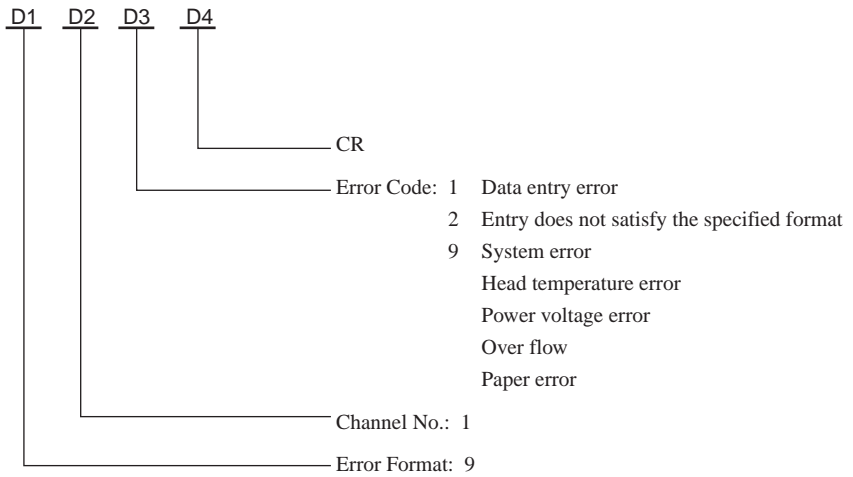 D1 D2 D3 D4
CR
Error Code: 1 Data entry error
2 Entry does not satisfy the specified format
9 System error
Head temperature error
Power voltage error
Over flow
Paper error
Channel No.: 1
Error Format: 9